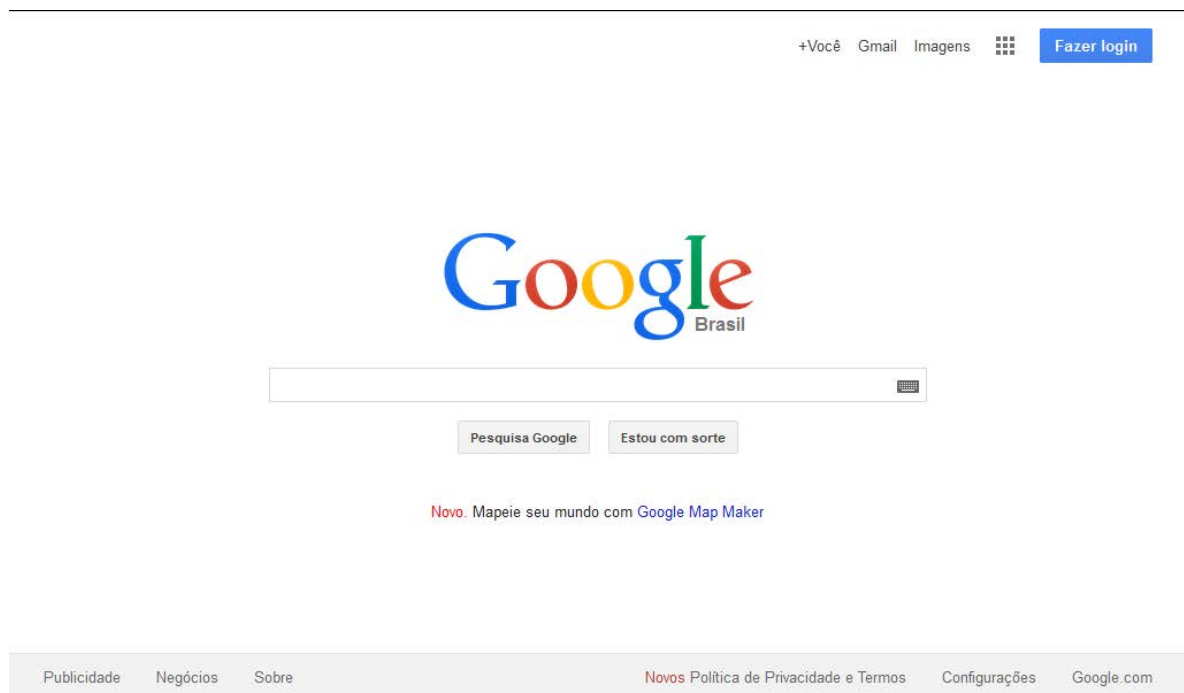 +Você Gmail Imagens Fazer login
Google
Brasil
Pesquisa Google Estou com sorte
Novo. Mapeie seu mundo com Google Map Maker
Publicidade Negócios Sobre Novos Política de Privacidade e Termos Configurações Google.com